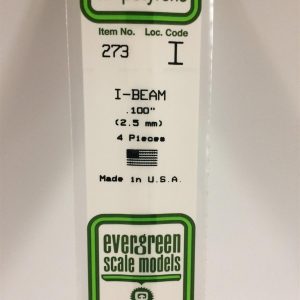 Item No. Loc. Code
273 I
I-BEAM
.100"
(2.5 mm)
4 Pieces
Made in U.S.A.
evergreen
scale models